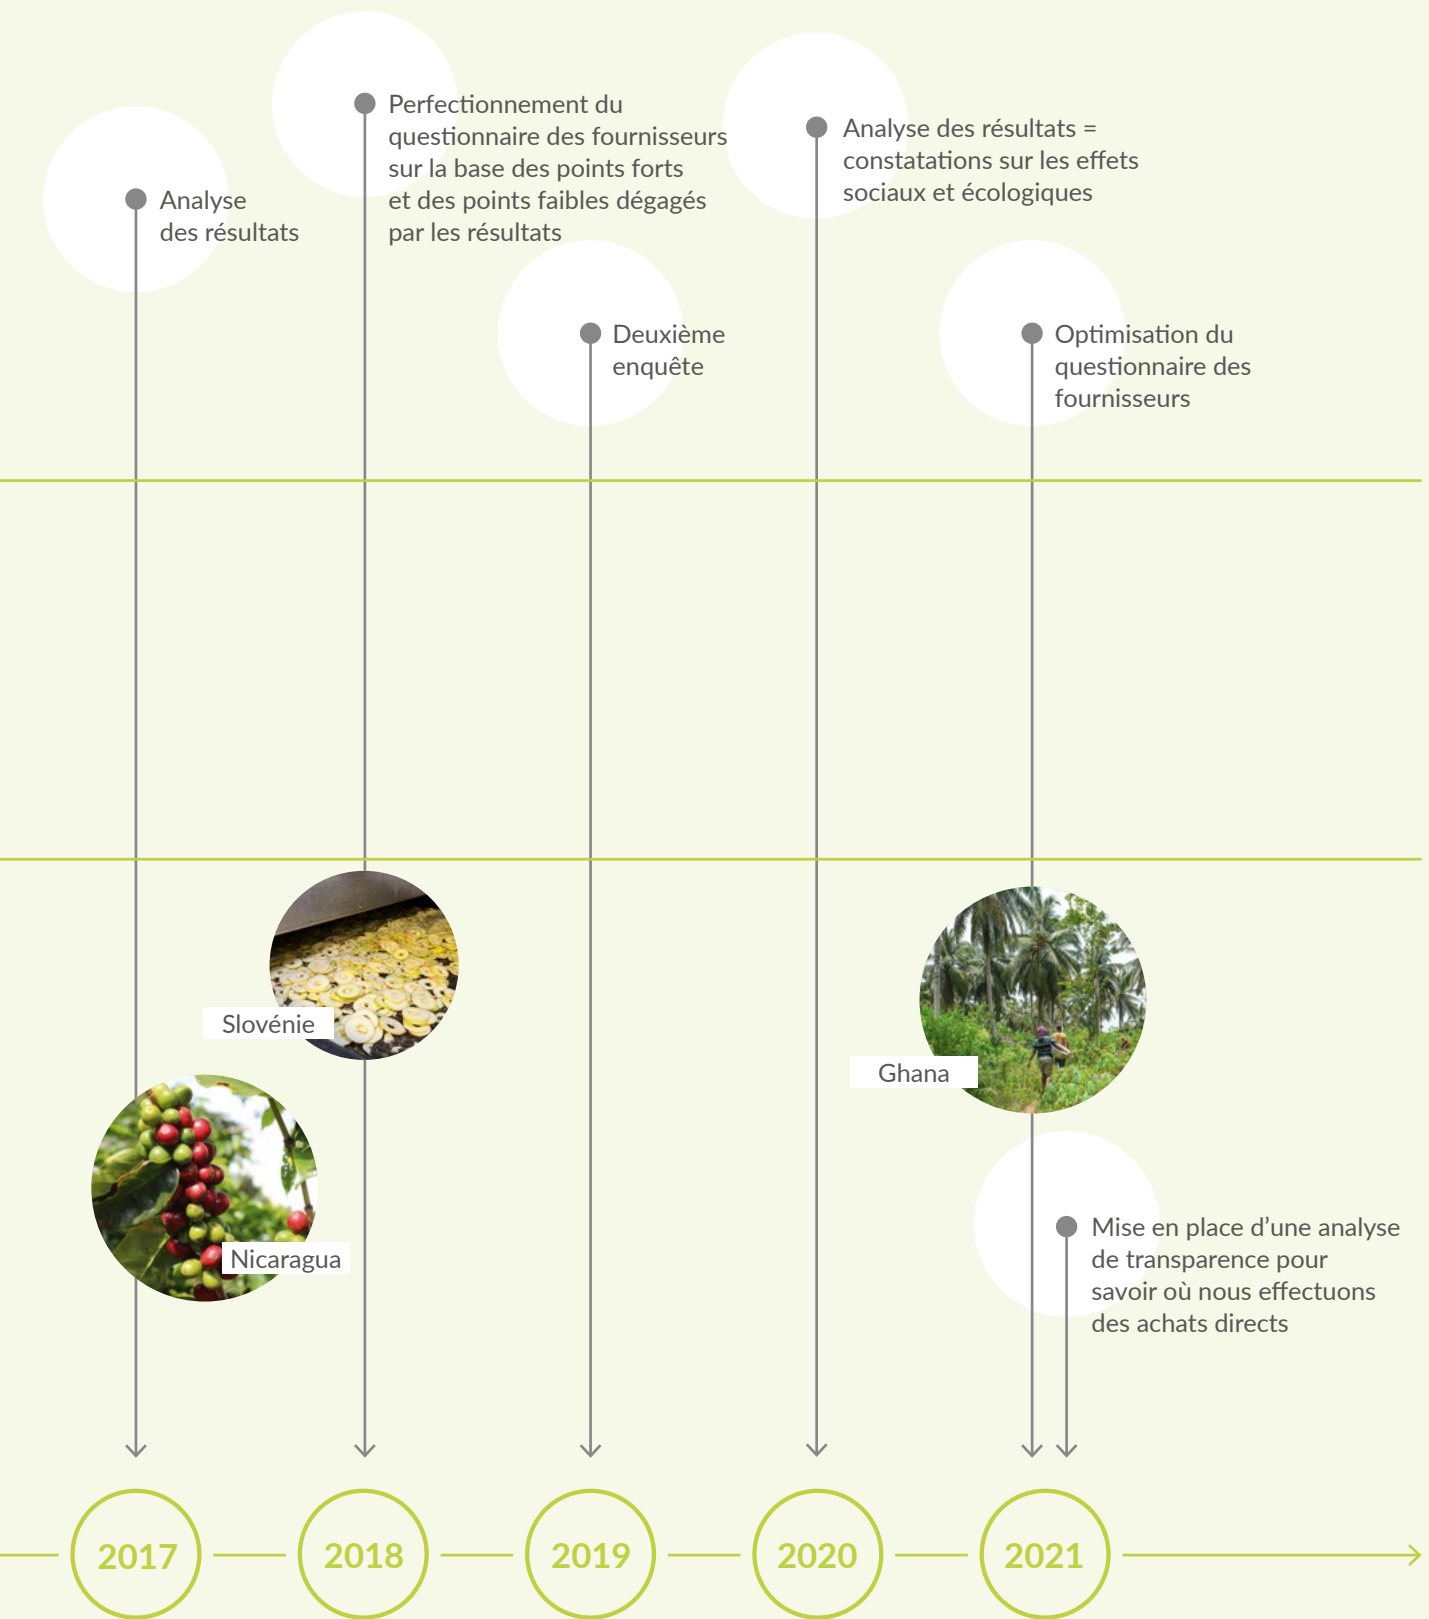 Analyse
des résultats
Perfectionnement du
questionnaire des fournisseurs
sur la base des points forts
et des points faibles dégagés
par les résultats
Deuxième
enquête
Analyse des résultats =
constatations sur les effets
sociaux et écologiques
Optimisation du
questionnaire des
fournisseurs
Slovénie
Nicaragua
Ghana
Mise en place d’une analyse
de transparence pour
savoir où nous effectuons
des achats directs
2017
2018
2019
2020
2021